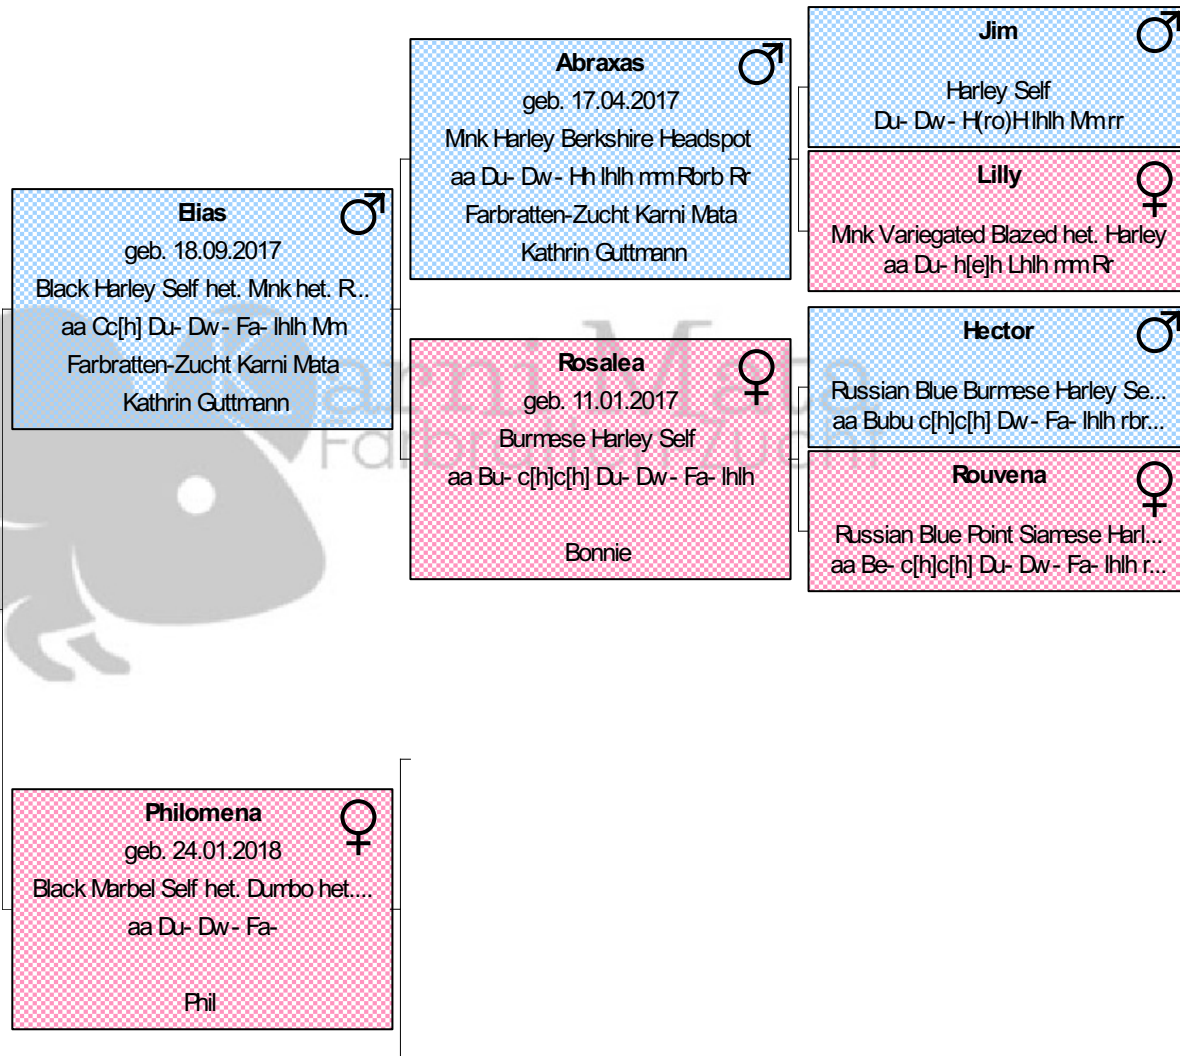 Elias
geb. 18.09.2017
Black Harley Self het. Mnk het. R...
aa Cc[h] Du- Dw- Fa- lhlh Mm
Farbratten-Zucht Karni Mata
Kathrin Guttmann
Philomena
geb. 24.01.2018
Black Marbel Self het. Dumbo het....
aa Du- Dw- Fa-
Phil
Abraxas
geb. 17.04.2017
Mnk Harley Berkshire Headspot
aa Du- Dw- Hh lhlh mm Rbrb Rr
Farbratten-Zucht Karni Mata
Kathrin Guttmann
Rosalea
geb. 11.01.2017
Burmese Harley Self
aa Bu- c[h]c[h] Du- Dw- Fa- lhlh
Bonnie
Jim
Harley Self
Du- Dw- H(ro)H lhlh Mm rr
Lilly
Mnk Variegated Blazed het. Harley
aa Du- h[e]h Lhlh mm Rr
Hector
Russian Blue Burmese Harley Se...
aa Bubu c[h]c[h] Dw- Fa- lhlh rbr...
Rouvena
Russian Blue Point Siamese Harl...
aa Be- c[h]c[h] Du- Dw- Fa- lhlh r...
Karni Mata
Farbratten-Zucht